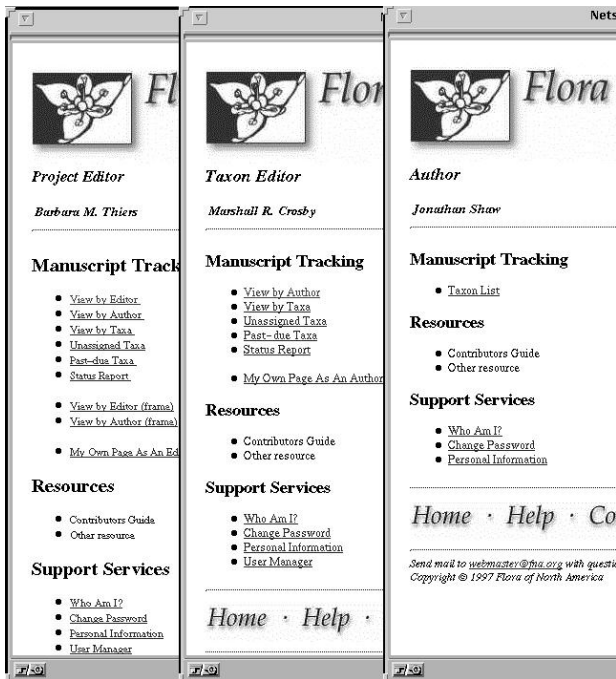 Fl
Project Editor
Barbara M. Thiers
Manuscript Track
View by Editor
View by Author
View by Taxa
Unassigned Taxa
Past-due Taxa
Status Report
View by Editor (frama)
View by Author (frama)
My Own Page As An Ed
Resources
Contributors Guide
Other resource
Support Services
Who Am I?
Change Password
Personal Information
User Manager
Flor
Taxon Editor
Marshall R. Crosby
Manuscript Tracking
View by Author
View by Taxa
Unassigned Taxa
Past-due Taxa
Status Report
My Own Page As An Author
Resources
Contributors Guide
Other resource
Support Services
Who Am I?
Change Password
Personal Information
User Manager
Home · Help ·
Nets
Flora
Author
Jonathan Shaw
Manuscript Tracking
Taxon List
Resources
Contributors Guide
Other resource
Support Services
Who Am I?
Change Password
Personal Information
Home · Help · Co
Send mail to webmaster@fna.org with questio
Copyright © 1997 Flora of North America